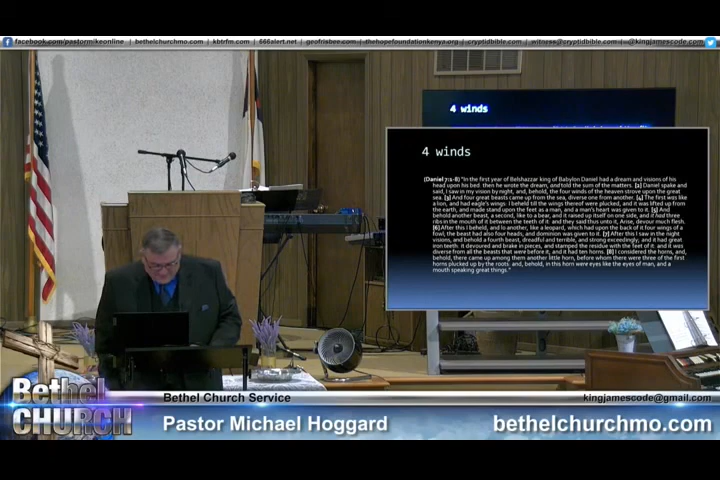 facebook.com/pastormikeonline | bethelchurchmo.com | kbtrfm.com | 666alert.net | geofrisbee.com | thehopefoundationkenya.org | cryptidbible.com | witness@cryptidbible.com | @kingjamescode.com
4 winds
4 winds
(Daniel 7:1-8) "In the first year of Belshazzar king of Babylon Daniel had a dream and visions of his
head upon his bed: then he wrote the dream, and told the sum of the matters. [2] Daniel spake and
said, I saw in my vision by night, and, behold, the four winds of the heaven strove upon the great
sea. [3] And four great beasts came up from the sea, diverse one from another. [4] The first was like
a lion, and had eagle's wings: I beheld till the wings thereof were plucked, and it was lifted up from
the earth, and made stand upon the feet as a man, and a man's heart was given to it. [5] And
behold another beast, a second, like to a bear, and it raised up itself on one side, and it had three
ribs in the mouth of it between the teeth of it: and they said thus unto it, Arise, devour much flesh.
[6] After this I beheld, and lo another, like a leopard, which had upon the back of it four wings of a
fowl; the beast had also four heads; and dominion was given to it. [7] After this I saw in the night
visions, and behold a fourth beast, dreadful and terrible, and strong exceedingly; and it had great
iron teeth: it devoured and brake in pieces, and stamped the residue with the feet of it: and it was
diverse from all the beasts that were before it; and it had ten horns. [8] I considered the horns, and,
behold, there came up among them another little horn, before whom there were three of the first
horns plucked up by the roots: and, behold, in this horn were eyes like the eyes of man, and a
mouth speaking great things."
Bethel
CHURCH
Bethel Church Service
kingjamescode@gmail.com
Pastor Michael Hoggard
bethelchurchmo.com